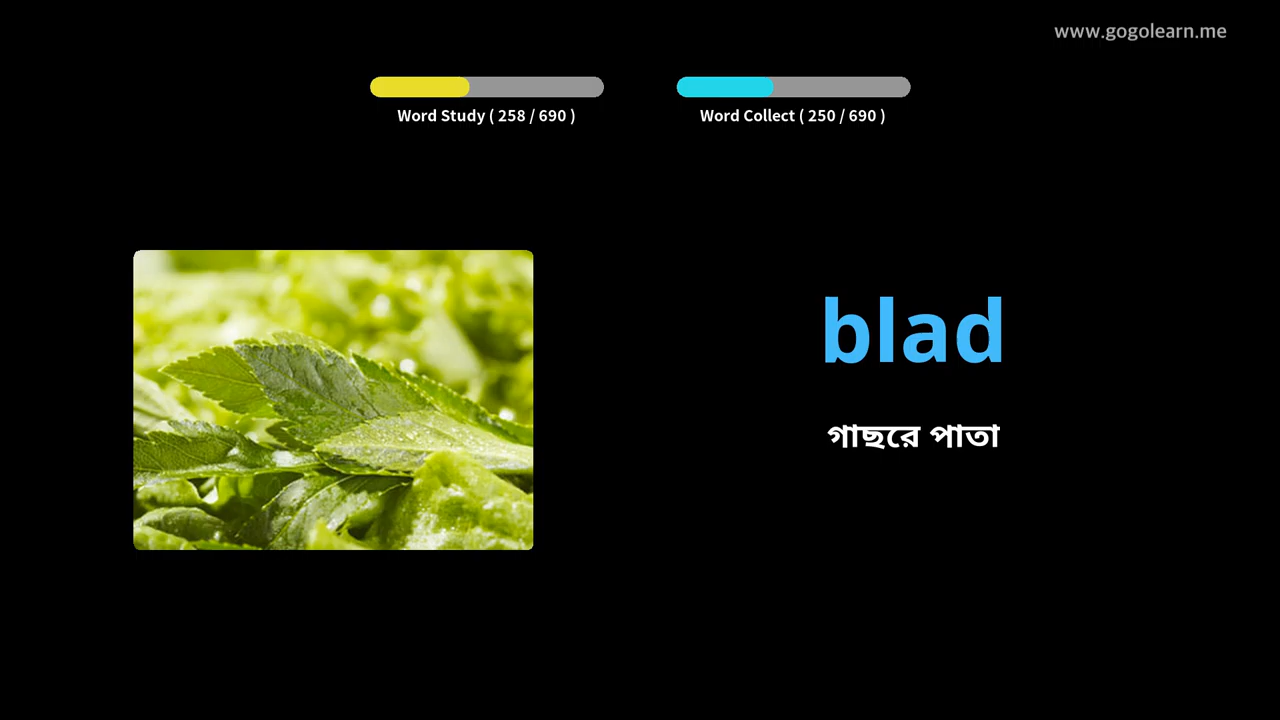 www.gogolearn.me
Word Study ( 258 / 690 )
Word Collect ( 250 / 690 )
blad
গাছরে পাতা